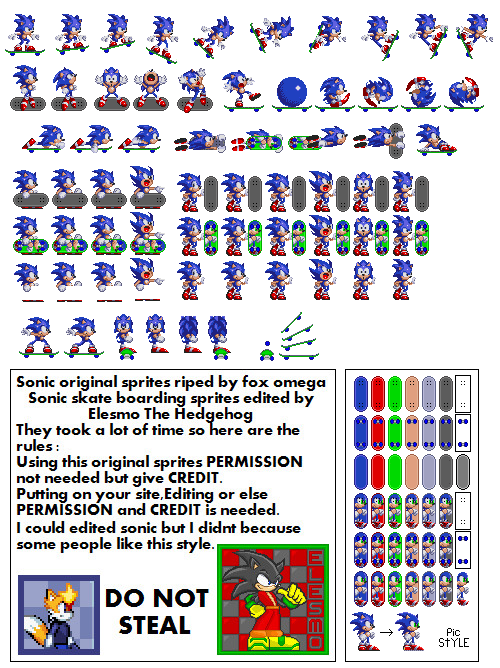 Sonic original sprites riped by fox omega
Sonic skate boarding sprites edited by
Elesmo The Hedgehog
They took a lot of time so here are the
rules :
Using this original sprites PERMISSION
not needed but give CREDIT.
Putting on your site,Editing or else
PERMISSION and CREDIT is needed.
I could edited sonic but I didnt because
some people like this style.
DO NOT
STEAL
ELESMO
Pic
STYLE